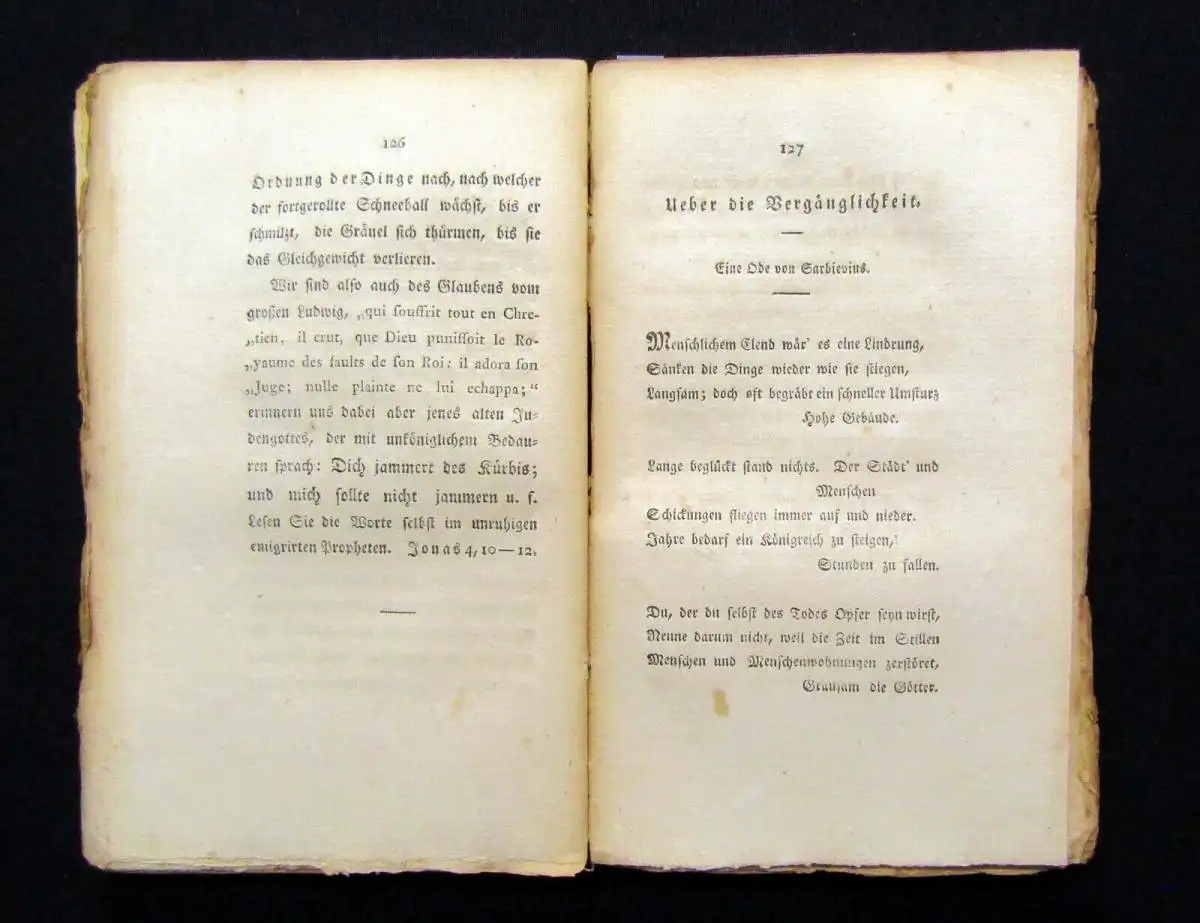 126
Ordnung der Dinge nach, nach welcher
der fortgerollte Schneeball wächst, bis er
schmilzt, die Gräuel sich thürmen, bis sie
das Gleichgewicht verlieren.
Wir sind also auch des Glaubens vom
großen Ludwig, „qui ſouffrit tout en Chre-
„tien, il crut, que Dieu puniſſoit le Ro-
„yaume des faults de ſon Roi: il adora ſon
„Juge; nulle plainte ne lui echappa;“
erinnern uns dabei aber jenes alten Ju-
dengottes, der mit unköniglichem Bedau-
ren sprach: Dich jammert des Kürbis;
und mich sollte nicht jammern u. f.
Lesen Sie die Worte selbst im unruhigen
emigrirten Propheten. Jonas 4, 10—12.
127
Ueber die Vergänglichkeit.
Eine Ode von Sarbievius.
Menschlichem Elend wär' es eine Lindrung,
Sänken die Dinge wieder wie sie stiegen,
Langsam; doch oft begräbt ein schneller Umsturz
Hohe Gebäude.
Lange beglückt stand nichts. Der Städt' und
Menschen
Schickungen fliegen immer auf und nieder.
Jahre bedarf ein Königreich zu steigen,
Stunden zu fallen.
Du, der du selbst des Todes Opfer seyn wirst,
Nenne darum nicht, weil die Zeit im Stillen
Menschen und Menschenwohnungen zerstöret,
Grausam die Götter.